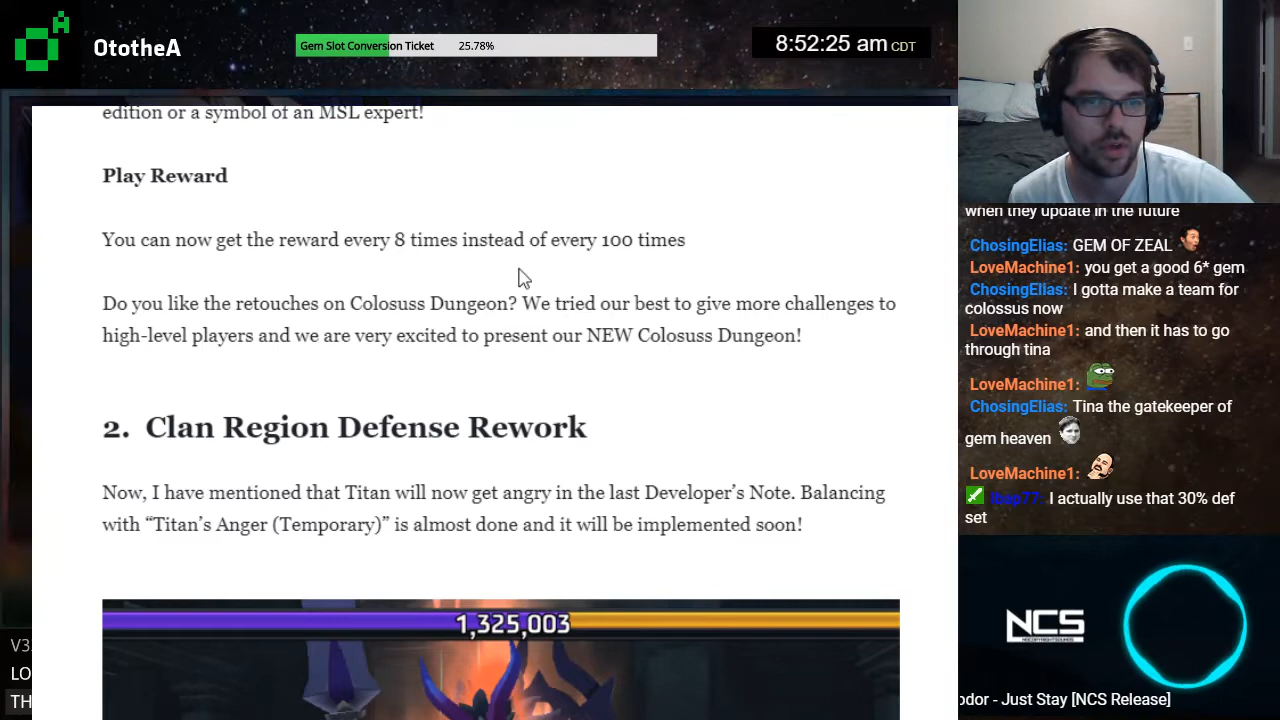 OtotheA
Gem Slot Conversion Ticket 25.78%
8:52:25 am CDT
edition or a symbol of an MSL expert!
Play Reward
You can now get the reward every 8 times instead of every 100 times
Do you like the retouches on Colosuss Dungeon? We tried our best to give more challenges to
high-level players and we are very excited to present our NEW Colosuss Dungeon!
2. Clan Region Defense Rework
Now, I have mentioned that Titan will now get angry in the last Developer's Note. Balancing
with “Titan's Anger (Temporary)” is almost done and it will be implemented soon!
1,325,003
when they update in the future
ChosingElias: GEM OF ZEAL
LoveMachine1: you get a good 6* gem
ChosingElias: I gotta make a team for
colossus now
LoveMachine1: and then it has to go
through tina
LoveMachine1:
ChosingElias: Tina the gatekeeper of
gem heaven
LoveMachine1:
I actually use that 30% def
set
NCS
odor - Just Stay [NCS Release]
V3
LO
TH